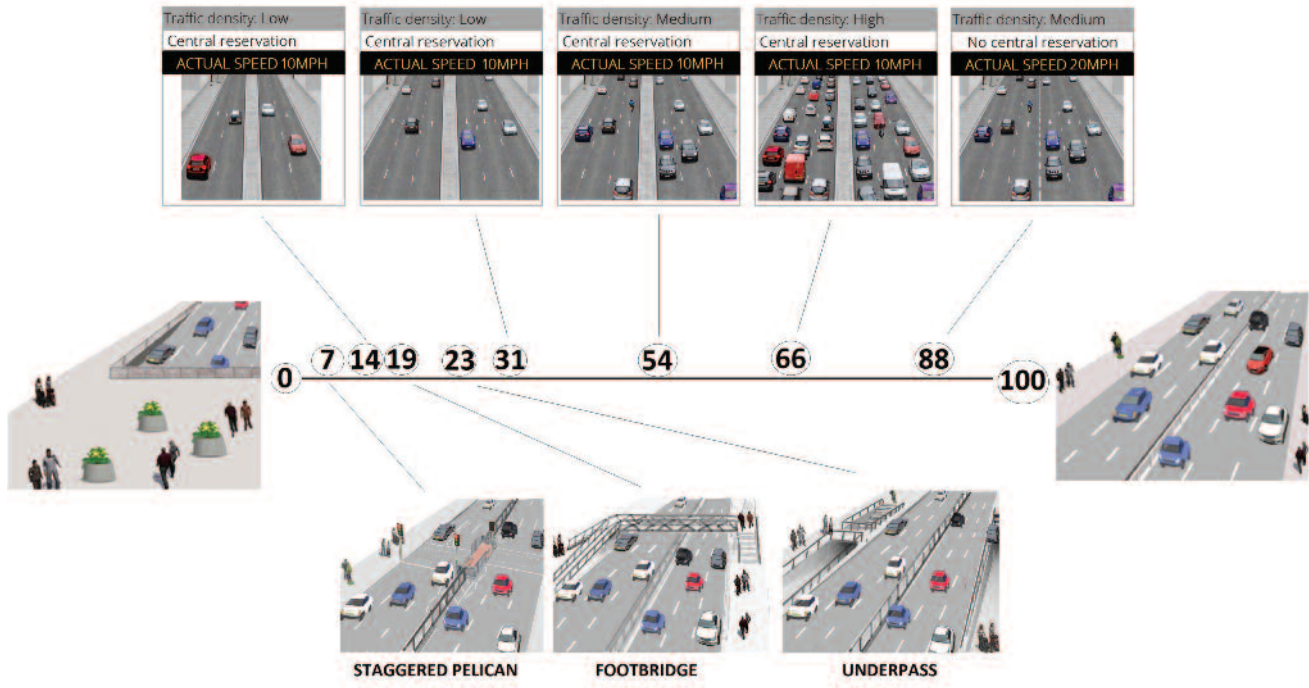 Traffic density: Low
Central reservation
ACTUAL SPEED 10MPH
Traffic density: Low
Central reservation
ACTUAL SPEED 10MPH
Traffic density: Medium
Central reservation
ACTUAL SPEED 10MPH
Traffic density: High
Central reservation
ACTUAL SPEED 10MPH
Traffic density: Medium
No central reservation
ACTUAL SPEED 20MPH
0
7
14
19
23
31
54
66
88
100
STAGGERED PELICAN
FOOTBRIDGE
UNDERPASS